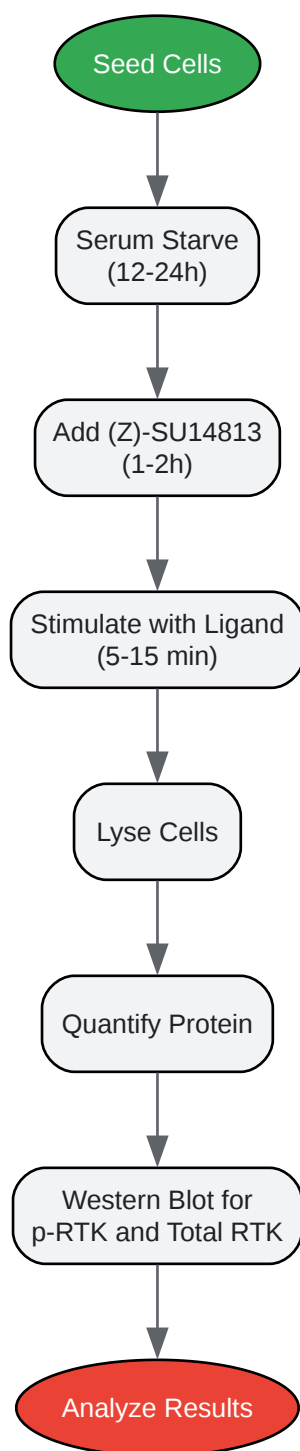 Seed Cells
Serum Starve
(12-24h)
Add (Z)-SU14813
(1-2h)
Stimulate with Ligand
(5-15 min)
Lyse Cells
Quantify Protein
Western Blot for
p-RTK and Total RTK
Analyze Results